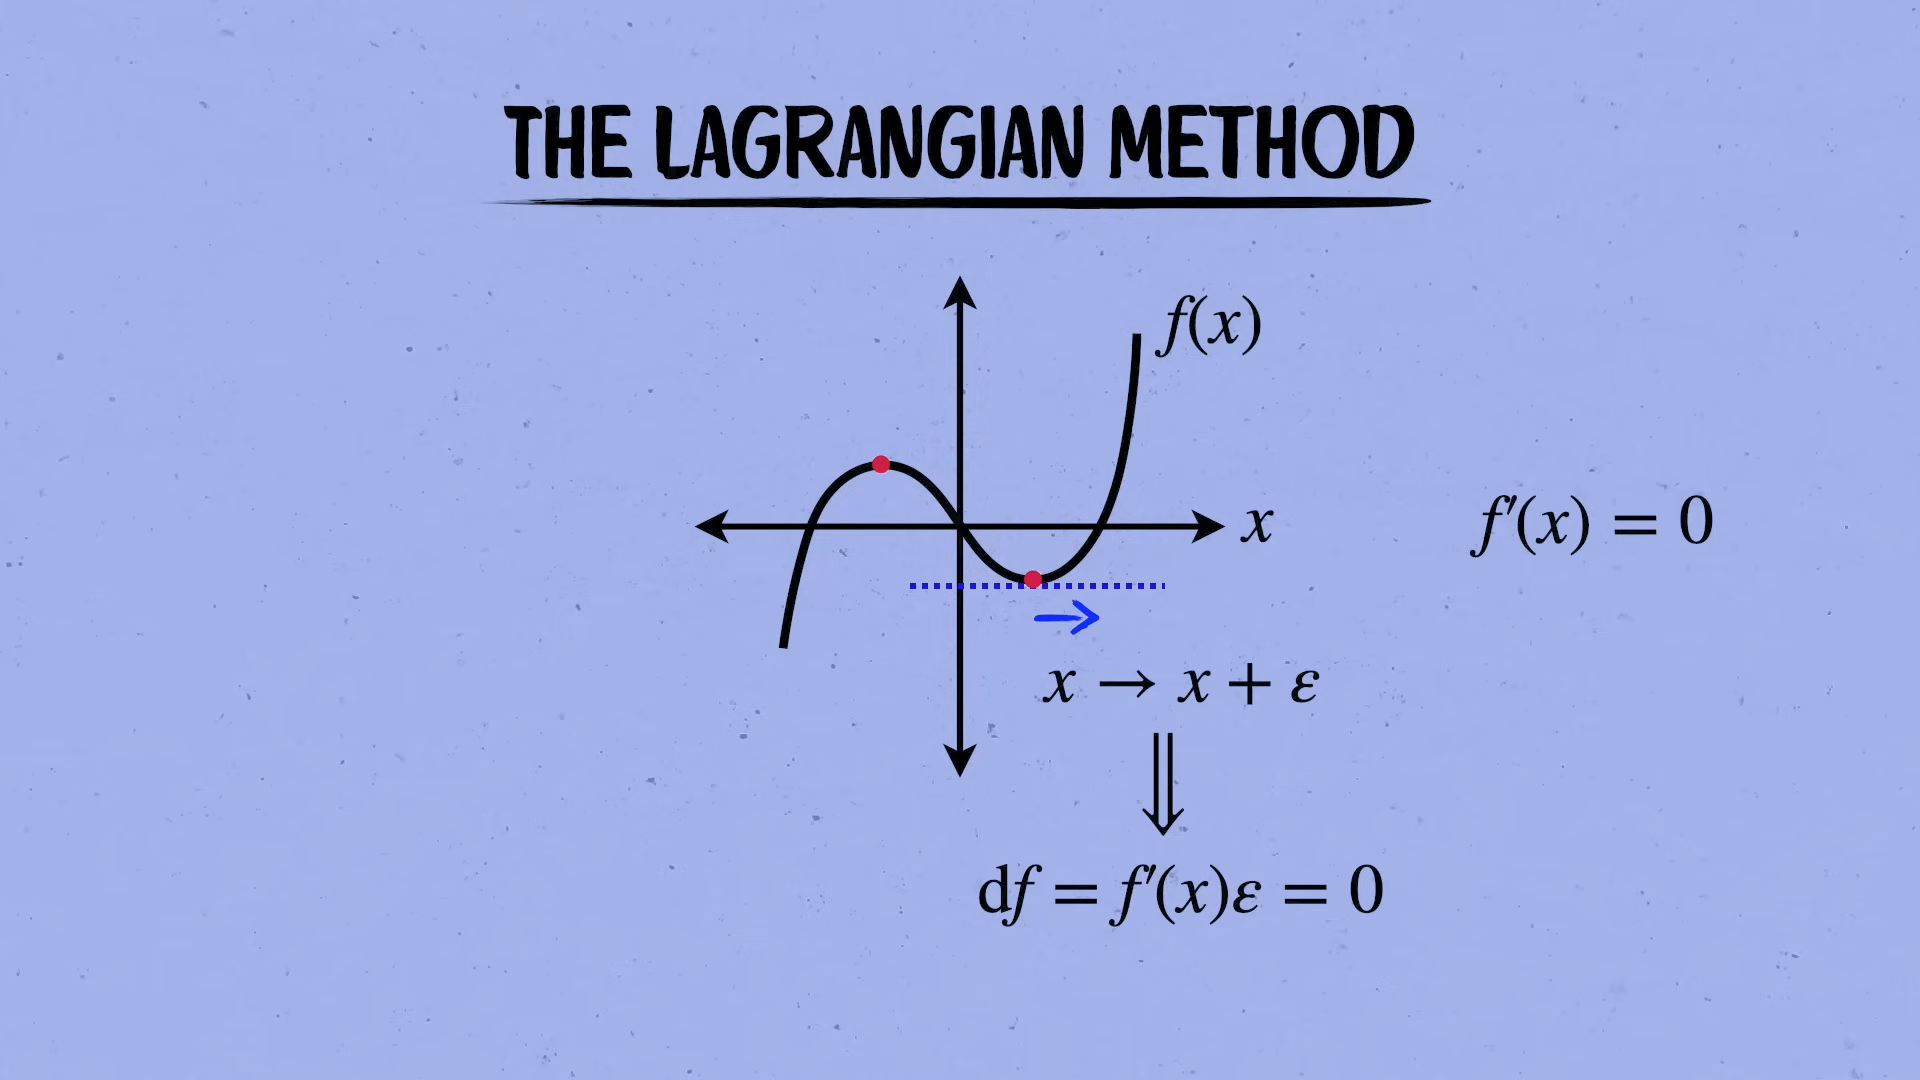 THE LAGRANGIAN METHOD
f(x)
x
f′(x) = 0
x → x + ε
⇓
df = f′(x)ε = 0